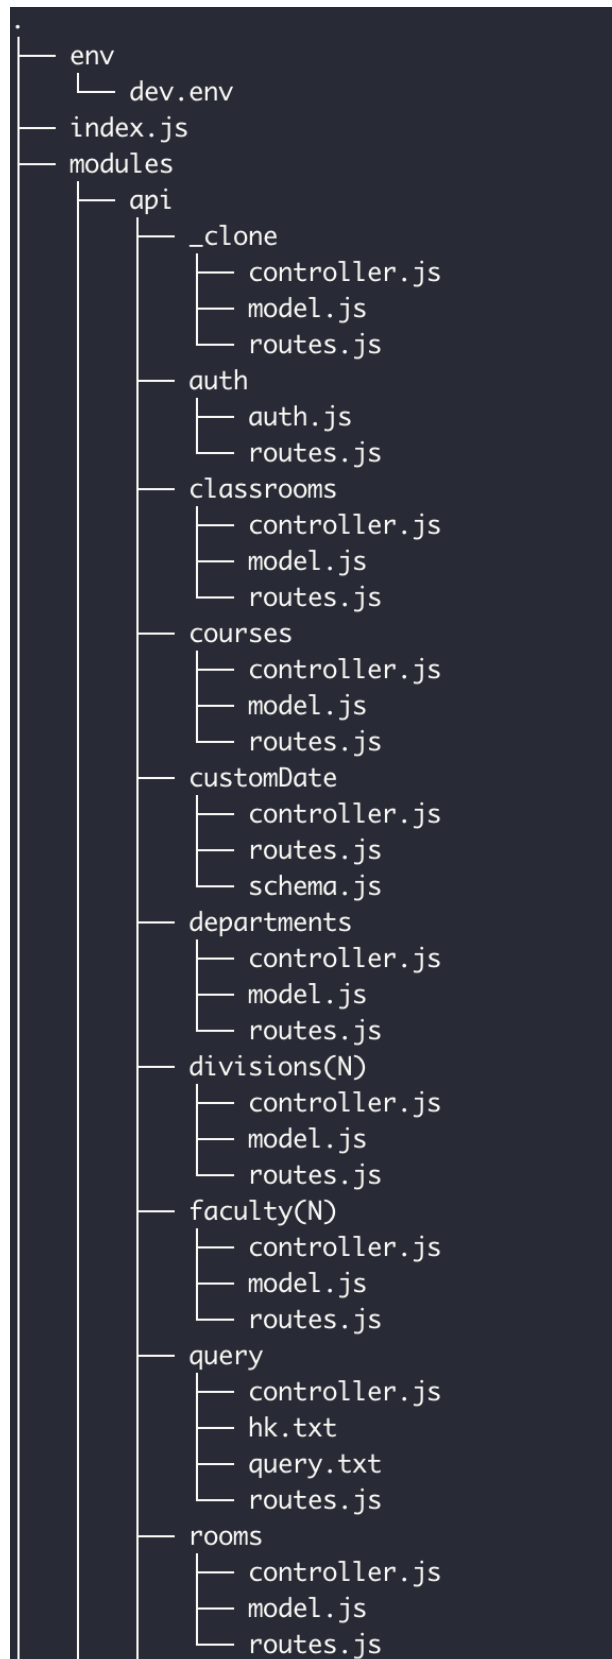 .
├── env
│   └── dev.env
├── index.js
├── modules
│   ├── api
│   │   ├── _clone
│   │   │   ├── controller.js
│   │   │   ├── model.js
│   │   │   └── routes.js
│   │   ├── auth
│   │   │   ├── auth.js
│   │   │   └── routes.js
│   │   ├── classrooms
│   │   │   ├── controller.js
│   │   │   ├── model.js
│   │   │   └── routes.js
│   │   ├── courses
│   │   │   ├── controller.js
│   │   │   ├── model.js
│   │   │   └── routes.js
│   │   ├── customDate
│   │   │   ├── controller.js
│   │   │   ├── routes.js
│   │   │   └── schema.js
│   │   ├── departments
│   │   │   ├── controller.js
│   │   │   ├── model.js
│   │   │   └── routes.js
│   │   ├── divisions(N)
│   │   │   ├── controller.js
│   │   │   ├── model.js
│   │   │   └── routes.js
│   │   ├── faculty(N)
│   │   │   ├── controller.js
│   │   │   ├── model.js
│   │   │   └── routes.js
│   │   ├── query
│   │   │   ├── controller.js
│   │   │   ├── hk.txt
│   │   │   ├── query.txt
│   │   │   └── routes.js
│   │   ├── rooms
│   │   │   ├── controller.js
│   │   │   ├── model.js
│   │   │   └── routes.js